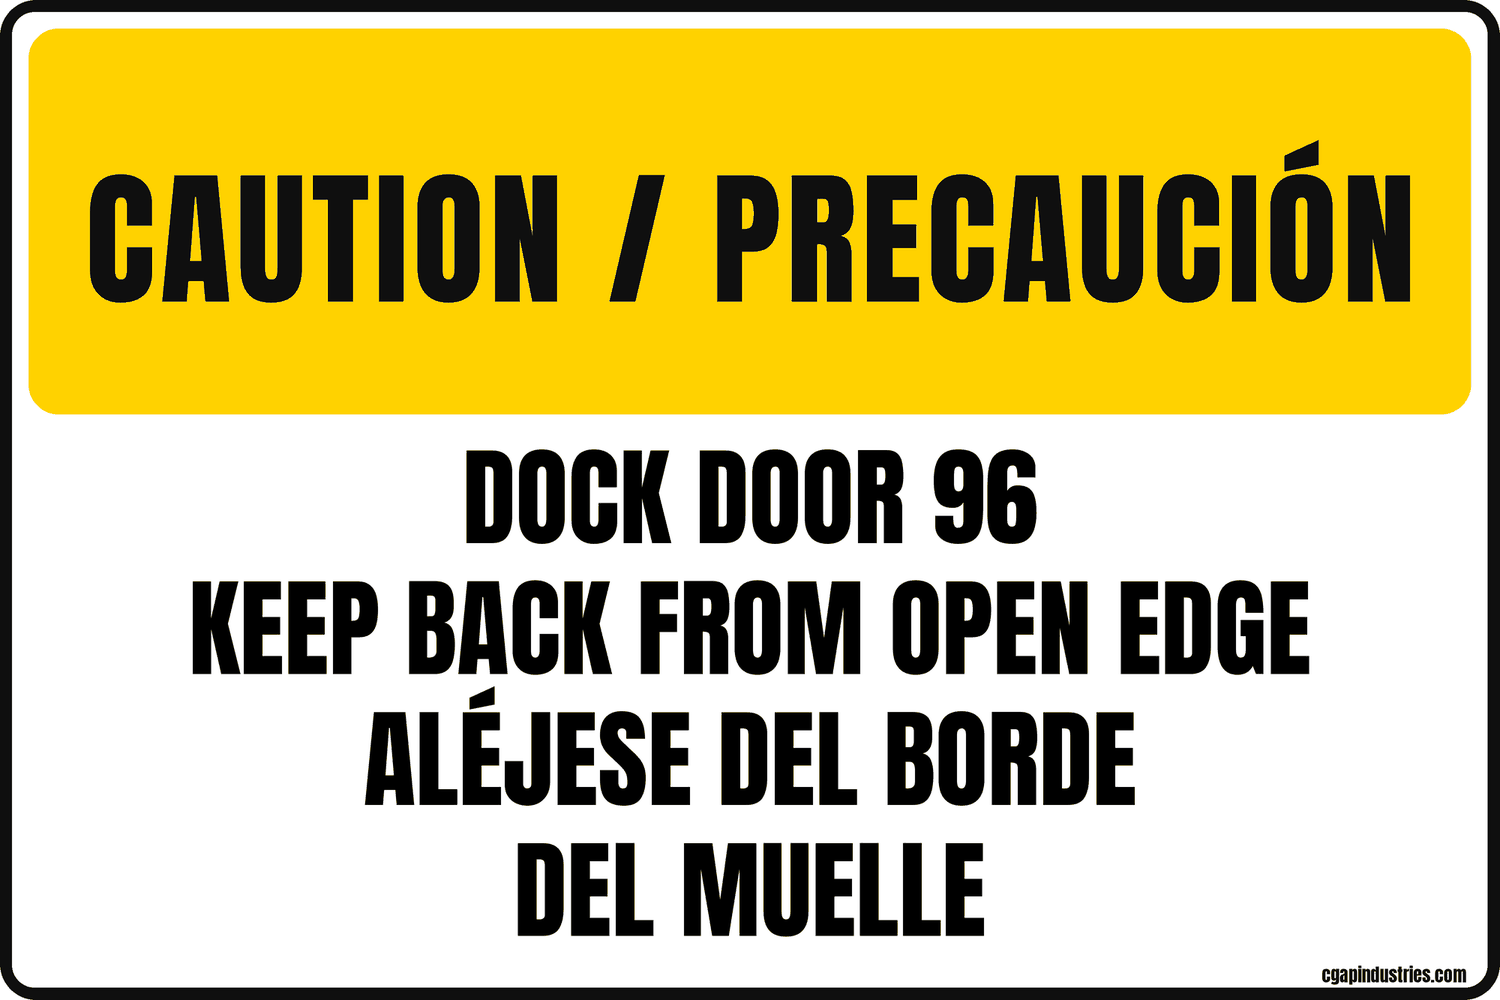 CAUTION / PRECAUCIÓN
DOCK DOOR 96
KEEP BACK FROM OPEN EDGE
ALÉJESE DEL BORDE
DEL MUELLE
cgapindustries.com